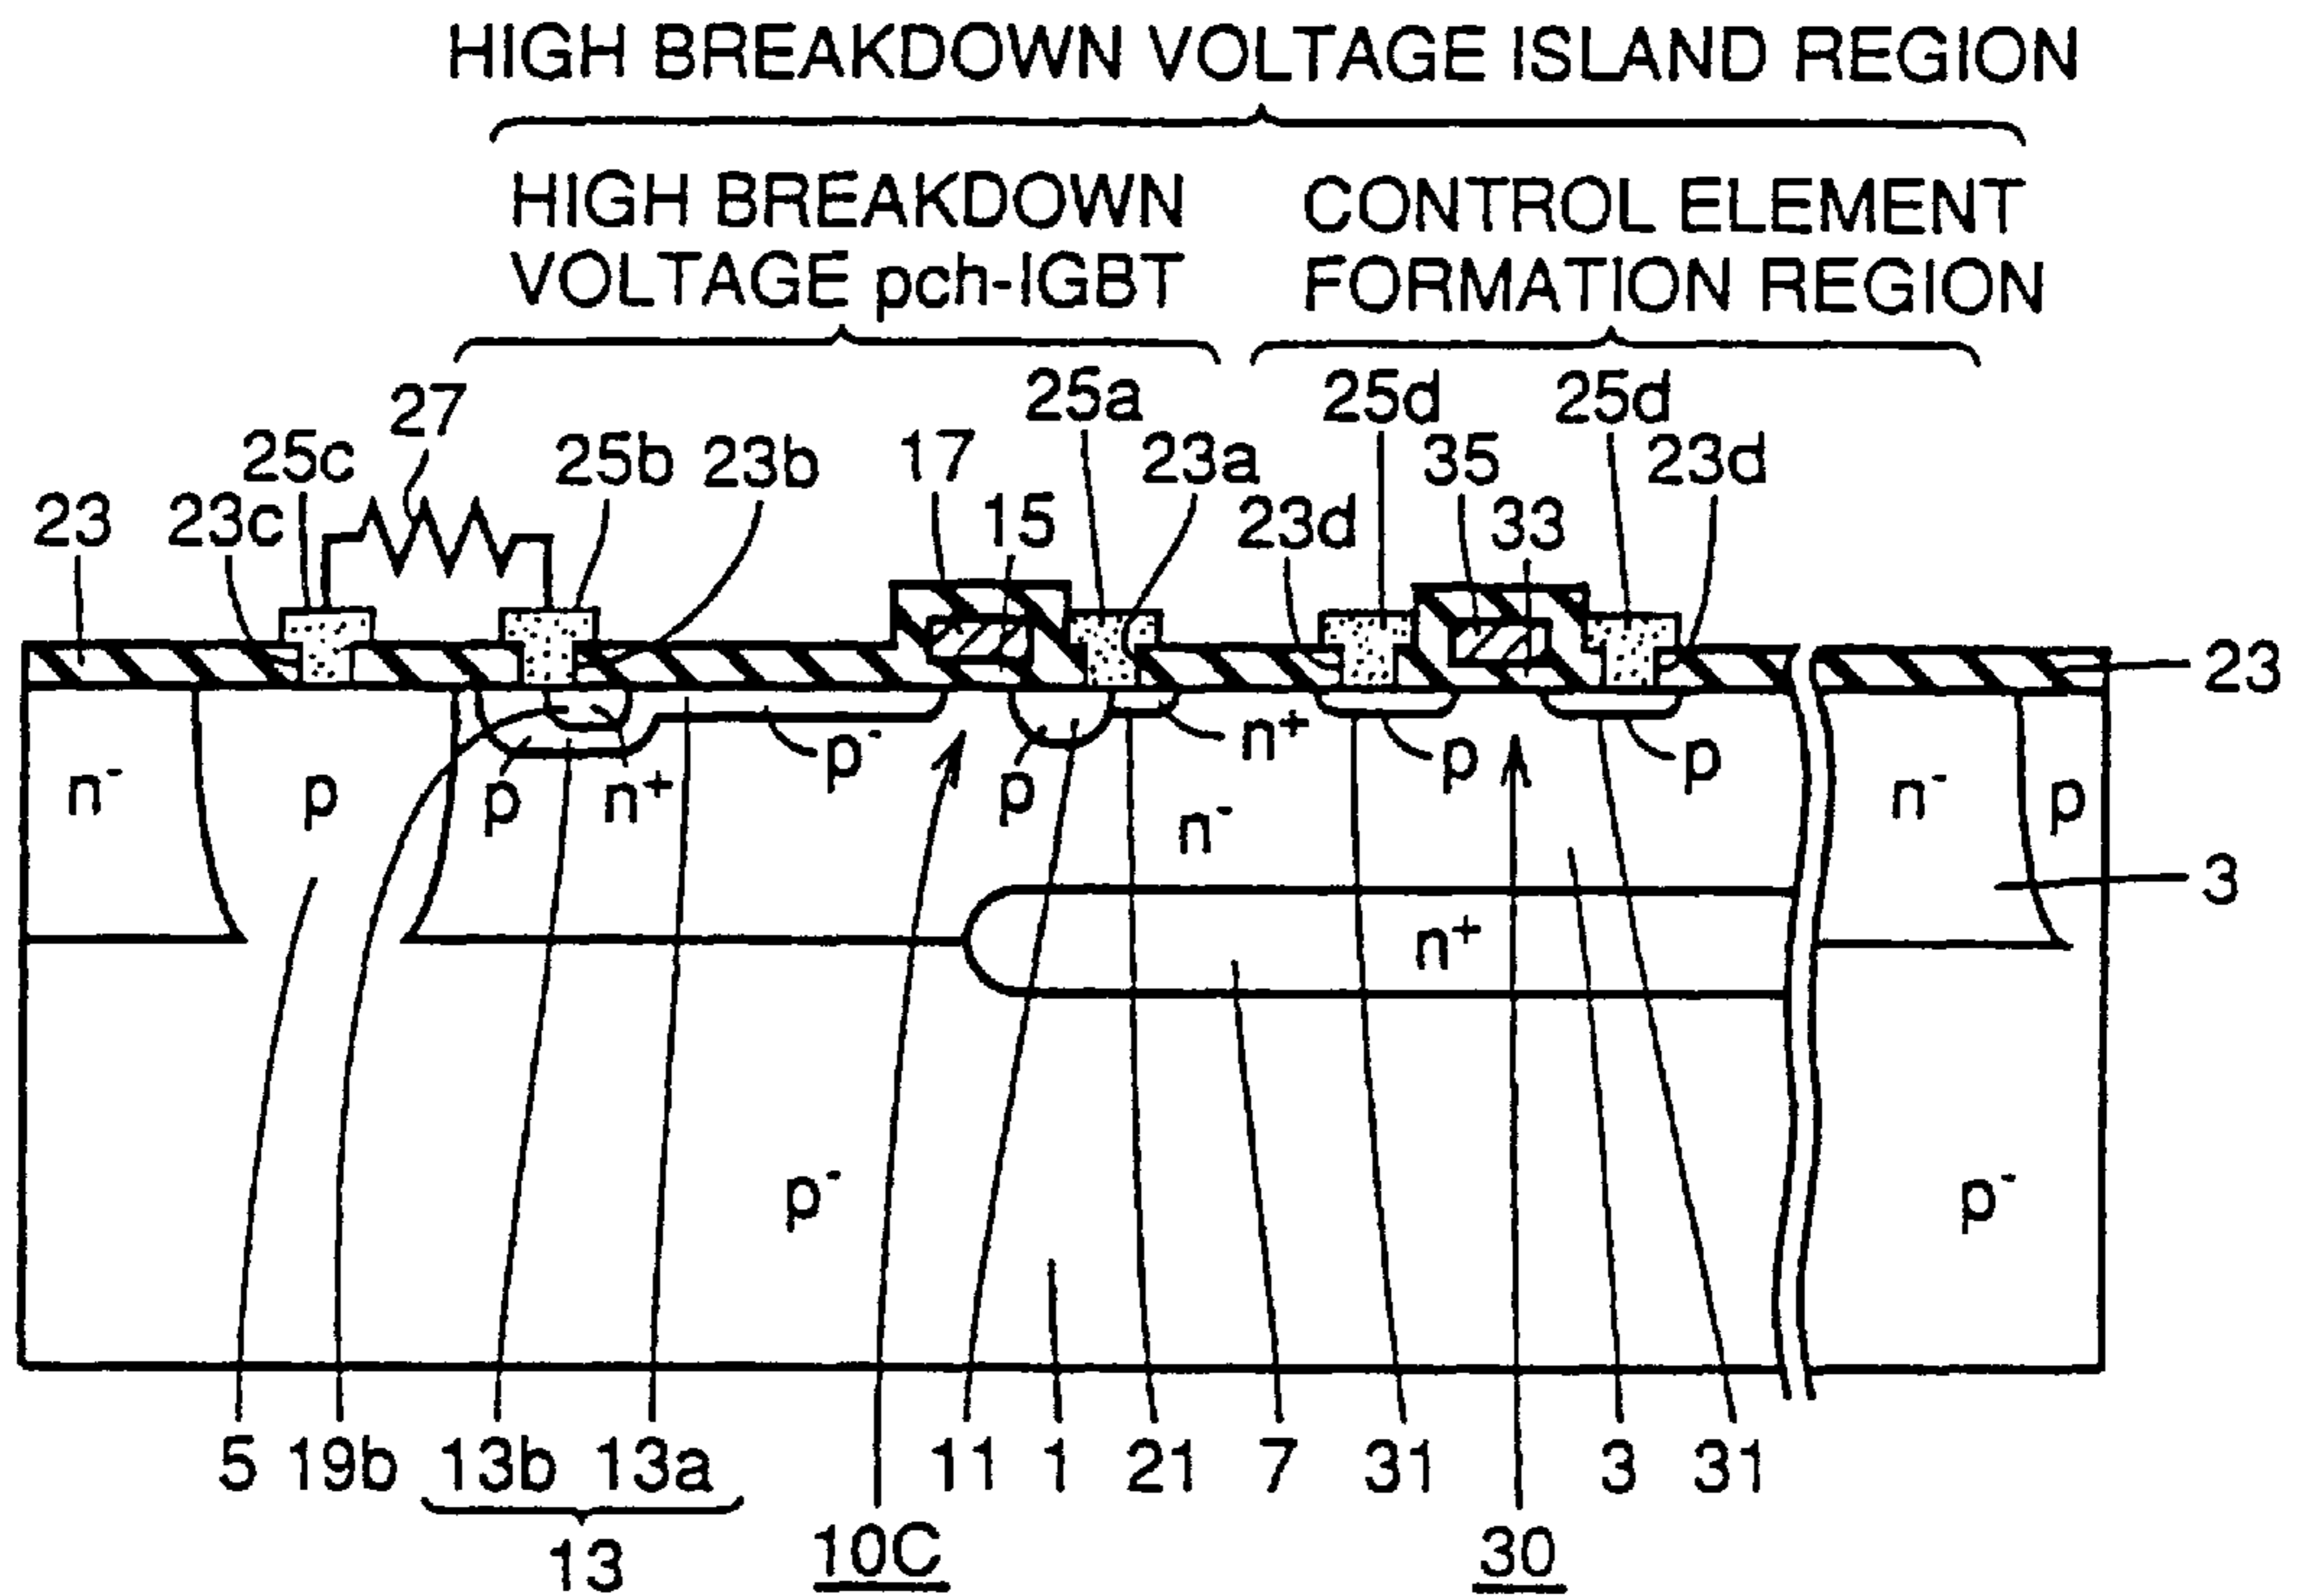 HIGH BREAKDOWN VOLTAGE ISLAND REGION
HIGH BREAKDOWN
VOLTAGE pch-IGBT
CONTROL ELEMENT
FORMATION REGION
27
25a
25d
25d
25c
25b
23b
17
23a
35
23d
23
23c
15
23d
33
23
n+
p-
p
p
n-
p
p
n+
p
n-
n-
p
3
n+
p-
p-
5
19b
13b
13a
11
1
21
7
31
3
31
13
10C
30